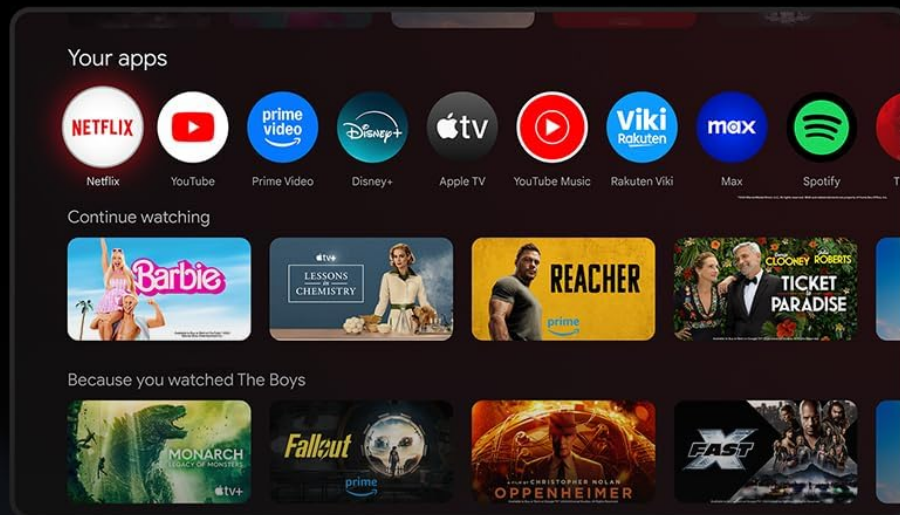 Your apps
NETFLIX
prime
video
Disney+
tv
Viki
Rakuten
max
Netflix
YouTube
Prime Video
Disney+
Apple TV
YouTube Music
Rakuten Viki
Max
Spotify
T
Continue watching
Barbie
tv+
LESSONS
in
CHEMISTRY
REACHER
prime
George
CLOONEY
Julia
ROBERTS
TICKET
to
PARADISE
Because you watched The Boys
MONARCH
LEGACY OF MONSTERS
tv+
Fallout
prime
A FILM BY CHRISTOPHER NOLAN
OPPENHEIMER
FAST X